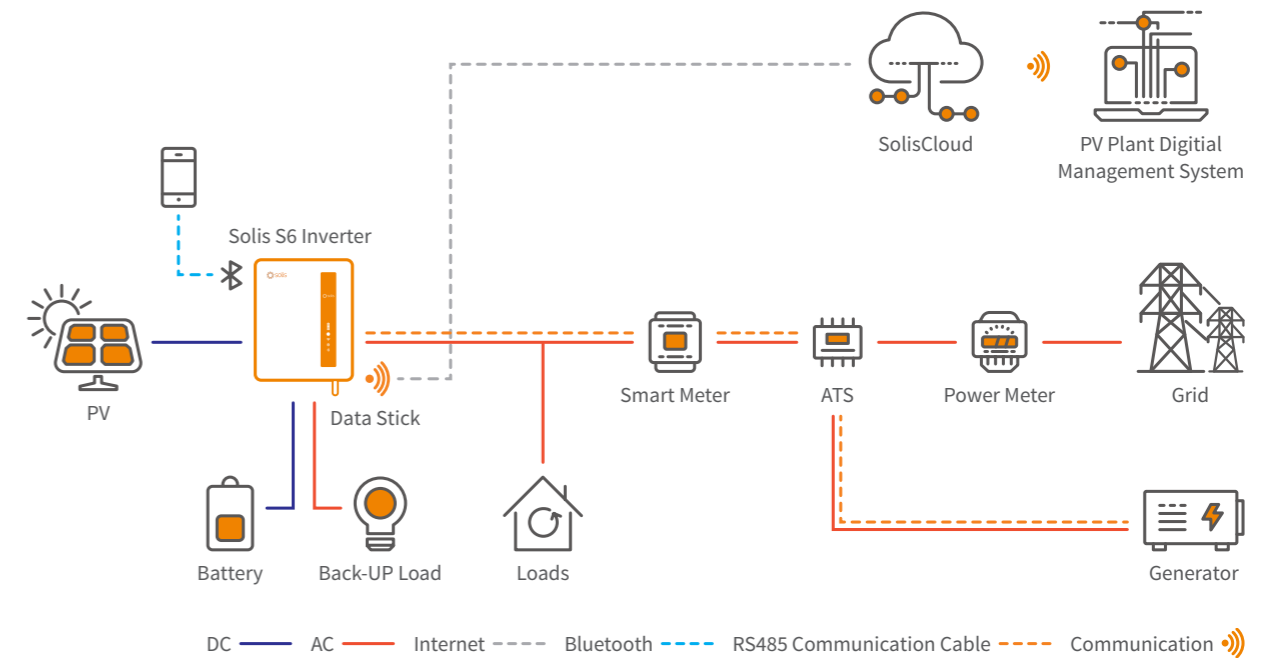 SolisCloud
PV Plant Digitial
Management System
Solis S6 Inverter
solis
PV
Data Stick
Smart Meter
ATS
Power Meter
Grid
Battery
Back-UP Load
Loads
Generator
DC
AC
Internet
Bluetooth
RS485 Communication Cable
Communication